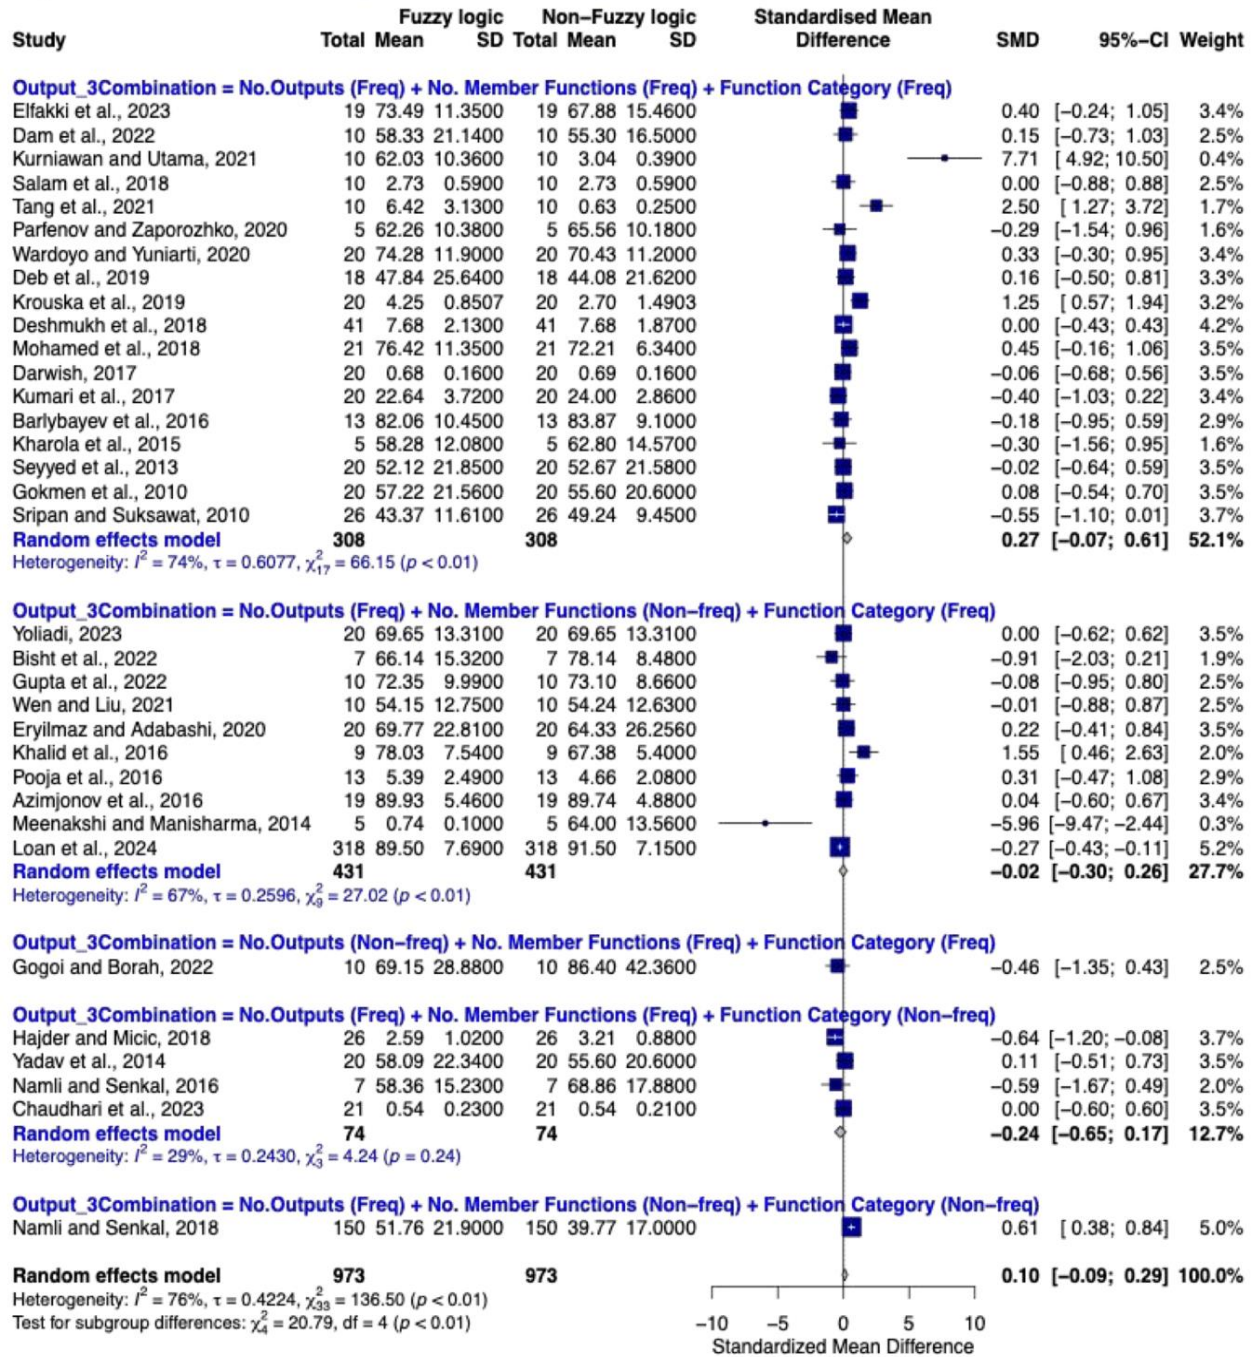 Fuzzy logic Non–Fuzzy logic Standardised Mean
Study Total Mean SD Total Mean SD Difference SMD 95%–CI Weight
Output_3Combination = No.Outputs (Freq) + No. Member Functions (Freq) + Function Category (Freq)
Elfakki et al., 2023 19 73.49 11.3500 19 67.88 15.4600 0.40 [–0.24; 1.05] 3.4%
Dam et al., 2022 10 58.33 21.1400 10 55.30 16.5000 0.15 [–0.73; 1.03] 2.5%
Kurniawan and Utama, 2021 10 62.03 10.3600 10 3.04 0.3900 7.71 [ 4.92; 10.50] 0.4%
Salam et al., 2018 10 2.73 0.5900 10 2.73 0.5900 0.00 [–0.88; 0.88] 2.5%
Tang et al., 2021 10 6.42 3.1300 10 0.63 0.2500 2.50 [ 1.27; 3.72] 1.7%
Parfenov and Zaporozhko, 2020 5 62.26 10.3800 5 65.56 10.1800 –0.29 [–1.54; 0.96] 1.6%
Wardoyo and Yuniarti, 2020 20 74.28 11.9000 20 70.43 11.2000 0.33 [–0.30; 0.95] 3.4%
Deb et al., 2019 18 47.84 25.6400 18 44.08 21.6200 0.16 [–0.50; 0.81] 3.3%
Krouska et al., 2019 20 4.25 0.8507 20 2.70 1.4903 1.25 [ 0.57; 1.94] 3.2%
Deshmukh et al., 2018 41 7.68 2.1300 41 7.68 1.8700 0.00 [–0.43; 0.43] 4.2%
Mohamed et al., 2018 21 76.42 11.3500 21 72.21 6.3400 0.45 [–0.16; 1.06] 3.5%
Darwish, 2017 20 0.68 0.1600 20 0.69 0.1600 –0.06 [–0.68; 0.56] 3.5%
Kumari et al., 2017 20 22.64 3.7200 20 24.00 2.8600 –0.40 [–1.03; 0.22] 3.4%
Barlybayev et al., 2016 13 82.06 10.4500 13 83.87 9.1000 –0.18 [–0.95; 0.59] 2.9%
Kharola et al., 2015 5 58.28 12.0800 5 62.80 14.5700 –0.30 [–1.56; 0.95] 1.6%
Seyyed et al., 2013 20 52.12 21.8500 20 52.67 21.5800 –0.02 [–0.64; 0.59] 3.5%
Gokmen et al., 2010 20 57.22 21.5600 20 55.60 20.6000 0.08 [–0.54; 0.70] 3.5%
Sripan and Suksawat, 2010 26 43.37 11.6100 26 49.24 9.4500 –0.55 [–1.10; 0.01] 3.7%
Random effects model 308 308 0.27 [–0.07; 0.61] 52.1%
Heterogeneity: I² = 74%, τ = 0.6077, χ²₁₇ = 66.15 (p < 0.01)
Output_3Combination = No.Outputs (Freq) + No. Member Functions (Non–freq) + Function Category (Freq)
Yoliadi, 2023 20 69.65 13.3100 20 69.65 13.3100 0.00 [–0.62; 0.62] 3.5%
Bisht et al., 2022 7 66.14 15.3200 7 78.14 8.4800 –0.91 [–2.03; 0.21] 1.9%
Gupta et al., 2022 10 72.35 9.9900 10 73.10 8.6600 –0.08 [–0.95; 0.80] 2.5%
Wen and Liu, 2021 10 54.15 12.7500 10 54.24 12.6300 –0.01 [–0.88; 0.87] 2.5%
Eryilmaz and Adabashi, 2020 20 69.77 22.8100 20 64.33 26.2560 0.22 [–0.41; 0.84] 3.5%
Khalid et al., 2016 9 78.03 7.5400 9 67.38 5.4000 1.55 [ 0.46; 2.63] 2.0%
Pooja et al., 2016 13 5.39 2.4900 13 4.66 2.0800 0.31 [–0.47; 1.08] 2.9%
Azimjonov et al., 2016 19 89.93 5.4600 19 89.74 4.8800 0.04 [–0.60; 0.67] 3.4%
Meenakshi and Manisharma, 2014 5 0.74 0.1000 5 64.00 13.5600 –5.96 [–9.47; –2.44] 0.3%
Loan et al., 2024 318 89.50 7.6900 318 91.50 7.1500 –0.27 [–0.43; –0.11] 5.2%
Random effects model 431 431 –0.02 [–0.30; 0.26] 27.7%
Heterogeneity: I² = 67%, τ = 0.2596, χ²₉ = 27.02 (p < 0.01)
Output_3Combination = No.Outputs (Non–freq) + No. Member Functions (Freq) + Function Category (Freq)
Gogoi and Borah, 2022 10 69.15 28.8800 10 86.40 42.3600 –0.46 [–1.35; 0.43] 2.5%
Output_3Combination = No.Outputs (Freq) + No. Member Functions (Freq) + Function Category (Non–freq)
Hajder and Micic, 2018 26 2.59 1.0200 26 3.21 0.8800 –0.64 [–1.20; –0.08] 3.7%
Yadav et al., 2014 20 58.09 22.3400 20 55.60 20.6000 0.11 [–0.51; 0.73] 3.5%
Namli and Senkal, 2016 7 58.36 15.2300 7 68.86 17.8800 –0.59 [–1.67; 0.49] 2.0%
Chaudhari et al., 2023 21 0.54 0.2300 21 0.54 0.2100 0.00 [–0.60; 0.60] 3.5%
Random effects model 74 74 –0.24 [–0.65; 0.17] 12.7%
Heterogeneity: I² = 29%, τ = 0.2430, χ²₃ = 4.24 (p = 0.24)
Output_3Combination = No.Outputs (Freq) + No. Member Functions (Non–freq) + Function Category (Non–freq)
Namli and Senkal, 2018 150 51.76 21.9000 150 39.77 17.0000 0.61 [ 0.38; 0.84] 5.0%
Random effects model 973 973 0.10 [–0.09; 0.29] 100.0%
Heterogeneity: I² = 76%, τ = 0.4224, χ²₃₃ = 136.50 (p < 0.01)
Test for subgroup differences: χ²₄ = 20.79, df = 4 (p < 0.01)
–10 –5 0 5 10
Standardized Mean Difference